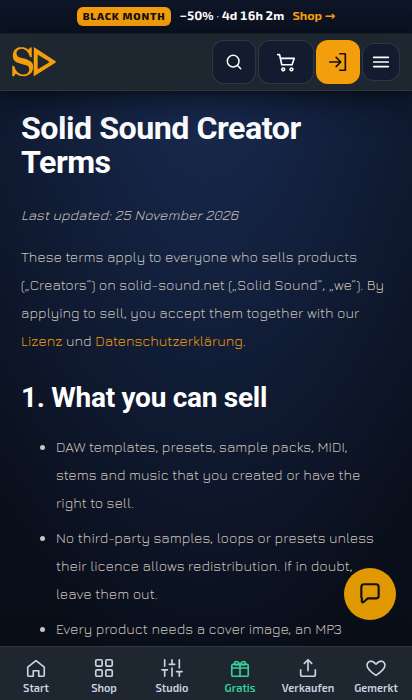 BLACK MONTH −50% · 4d 16h 2m Shop →
Solid Sound Creator
Terms
Last updated: 25 November 2026
These terms apply to everyone who sells products
(„Creators") on solid-sound.net („Solid Sound", „we"). By
applying to sell, you accept them together with our
Lizenz und Datenschutzerklärung.
1. What you can sell
• DAW templates, presets, sample packs, MIDI,
stems and music that you created or have the
right to sell.
• No third-party samples, loops or presets unless
their licence allows redistribution. If in doubt,
leave them out.
• Every product needs a cover image, an MP3
Start Shop Studio Gratis Verkaufen Gemerkt